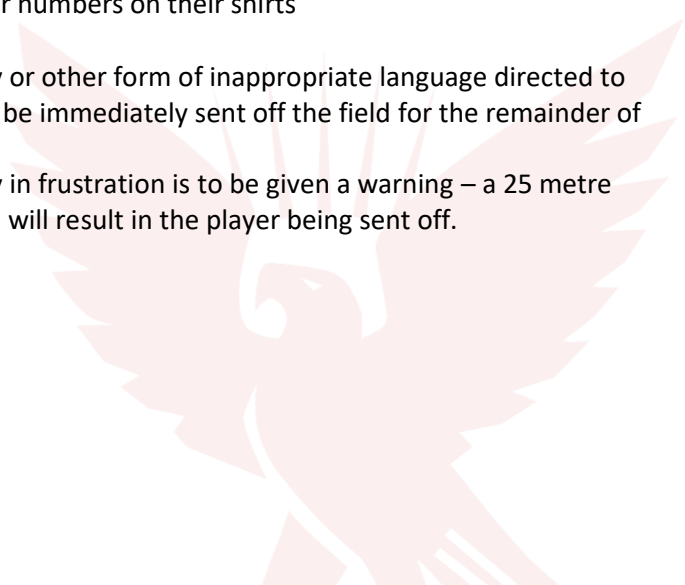 r numbers on their shirts
y or other form of inappropriate language directed to
be immediately sent off the field for the remainder of
y in frustration is to be given a warning – a 25 metre
will result in the player being sent off.